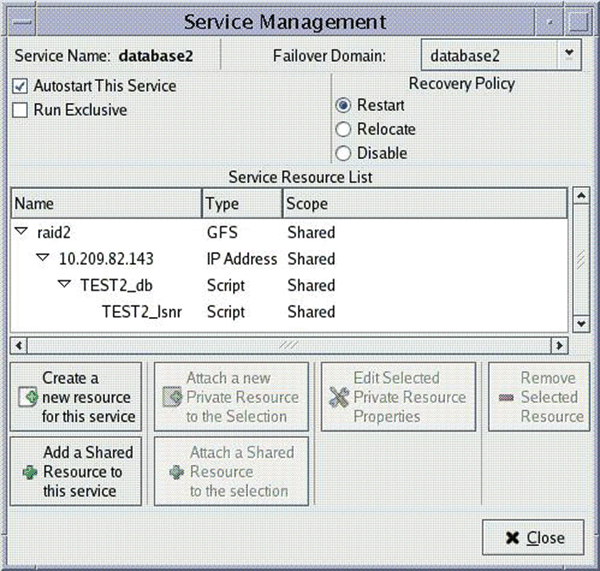 Service Management
Service Name: database2
Failover Domain: database2
Autostart This Service
Run Exclusive
Recovery Policy
Restart
Relocate
Disable
Service Resource List
Name Type Scope
raid2 GFS Shared
10.209.82.143 IP Address Shared
TEST2_db Script Shared
TEST2_lsnr Script Shared
Create a
new resource
for this service
Attach a new
Private Resource
to the Selection
Edit Selected
Private Resource
Properties
Remove
Selected
Resource
Add a Shared
Resource to
this service
Attach a Shared
Resource
to the selection
Close